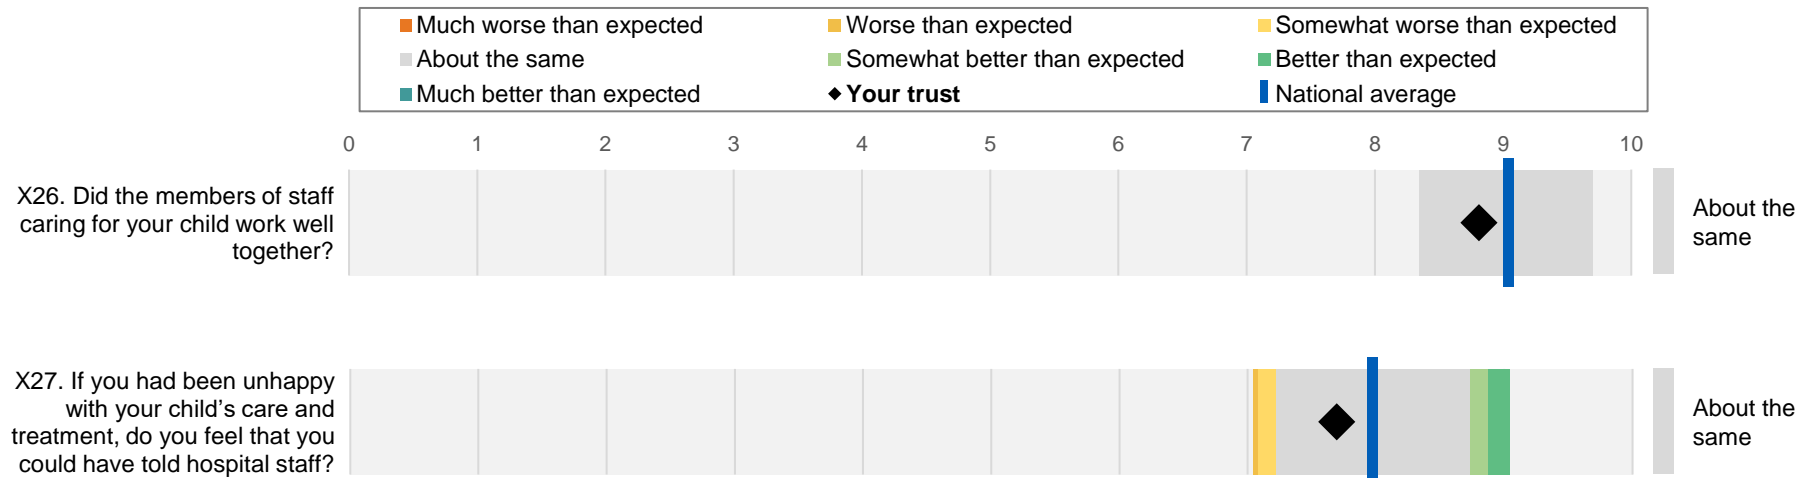 Much worse than expected
Worse than expected
Somewhat worse than expected
About the same
Somewhat better than expected
Better than expected
Much better than expected
Your trust
National average
0 1 2 3 4 5 6 7 8 9 10
X26. Did the members of staff
caring for your child work well
together?
About the
same
X27. If you had been unhappy
with your child’s care and
treatment, do you feel that you
could have told hospital staff?
About the
same